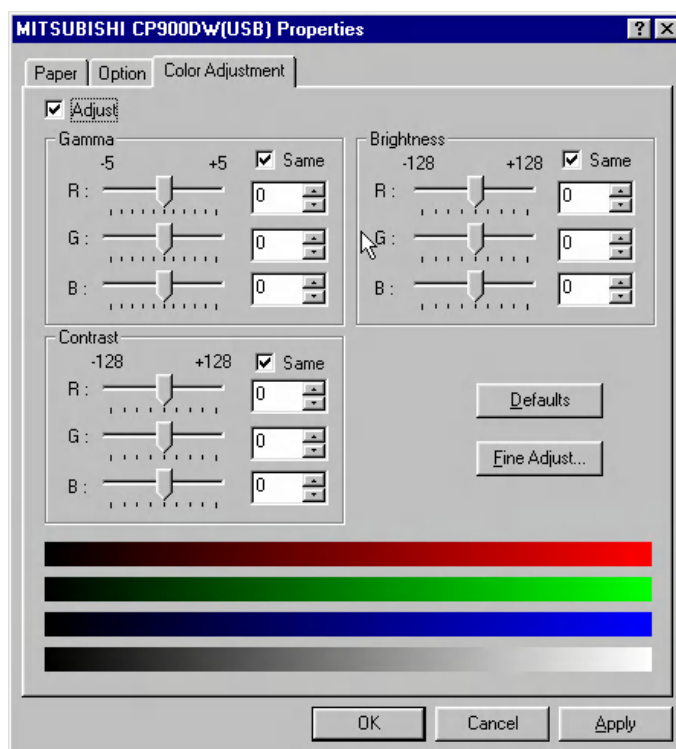 MITSUBISHI CP900DW(USB) Properties
Paper Option Color Adjustment
Adjust
Gamma
-5 +5 Same
R : 0
G : 0
B : 0
Brightness
-128 +128 Same
R : 0
G : 0
B : 0
Contrast
-128 +128 Same
R : 0
G : 0
B : 0
Defaults
Fine Adjust...
OK Cancel Apply